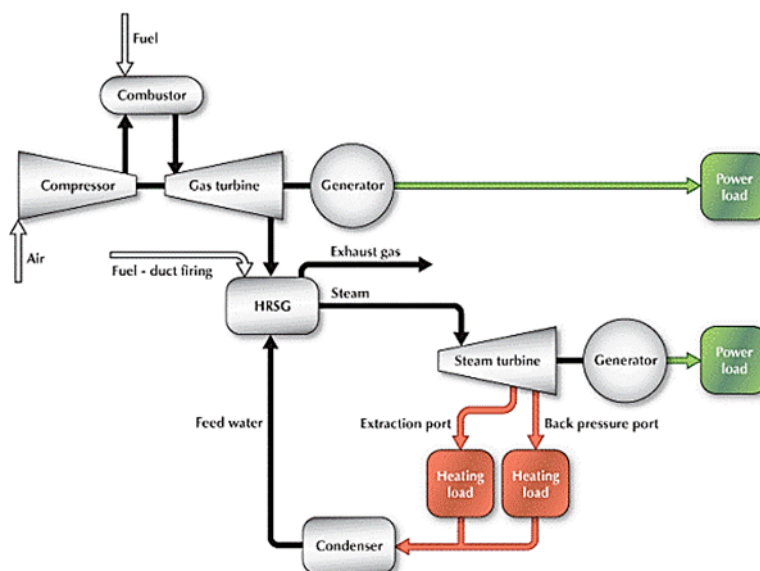 Fuel
Combustor
Compressor
Gas turbine
Generator
Power
load
Air
Fuel - duct firing
Exhaust gas
HRSG
Steam
Steam turbine
Generator
Power
load
Feed water
Extraction port
Back pressure port
Heating
load
Heating
load
Condenser